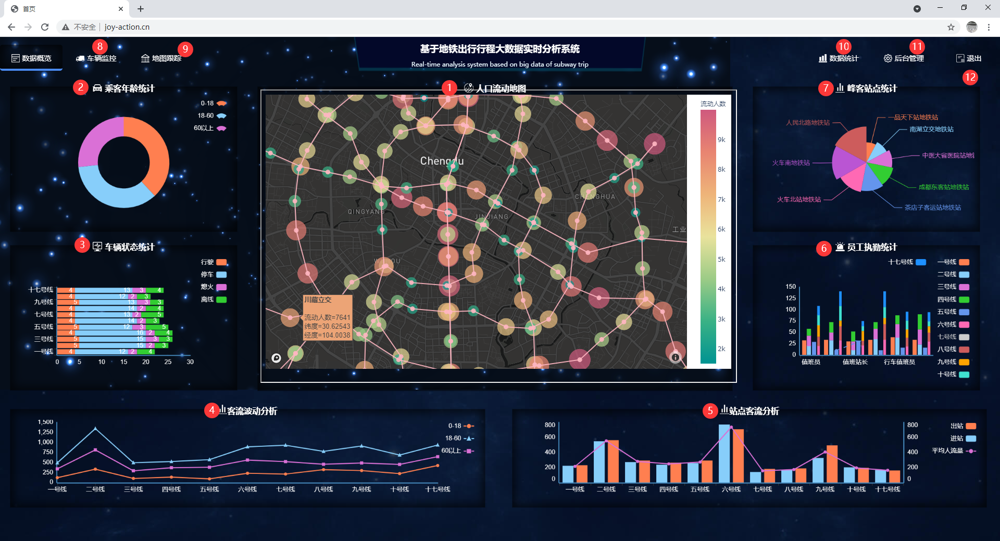 首页
不安全
joy-action.cn
8
9
10
11
12
数据概览
车辆监控
地图跟踪
基于地铁出行行程大数据实时分析系统
Real-time analysis system based on big data of subway trip
数据统计
后台管理
退出
2
乘客年龄统计
0-18
18-60
60以上
1
人口流动地图
Chengdu
QINGYANG
JINJIANG
CHENGHUA
WUHOU
工业
川藏立交
流动人数=7641
纬度=30.62543
经度=104.0038
流动人数
9k
8k
7k
6k
5k
4k
3k
2k
7
峰客站点统计
一品天下站地铁站
南湖立交地铁站
中医大省医院站地
成都东客站地铁站
茶店子客运站地铁站
火车北站地铁站
火车南地铁站
人民北路地铁站
3
车辆状态统计
行驶
停车
熄火
离线
十七号线 4 13 3 4
4 12 2 3
九号线 5 13 3 3
4 14 2 4
七号线 4 13 2 5
4 14 2 3
五号线 5 12 3 5
4 16 2 4
三号线 5 15 3 3
5 15 2 3
一号线 4 12 2 4
0 5 10 15 20 25 30
6
员工执勤统计
十七号线
一号线
二号线
三号线
四号线
五号线
六号线
七号线
八号线
九号线
十号线
150
125
100
75
50
25
0
值班员 值班站长 行车值班员
4
客流波动分析
0-18
18-60
60以上
1,500
1,250
1,000
750
500
250
0
一号线 二号线 三号线 四号线 五号线 六号线 七号线 八号线 九号线 十号线 十七号线
5
站点客流分析
出站
进站
平均人流量
800
600
400
200
0
800
600
400
200
0
一号线 二号线 三号线 四号线 五号线 六号线 七号线 八号线 九号线 十号线 十七号线